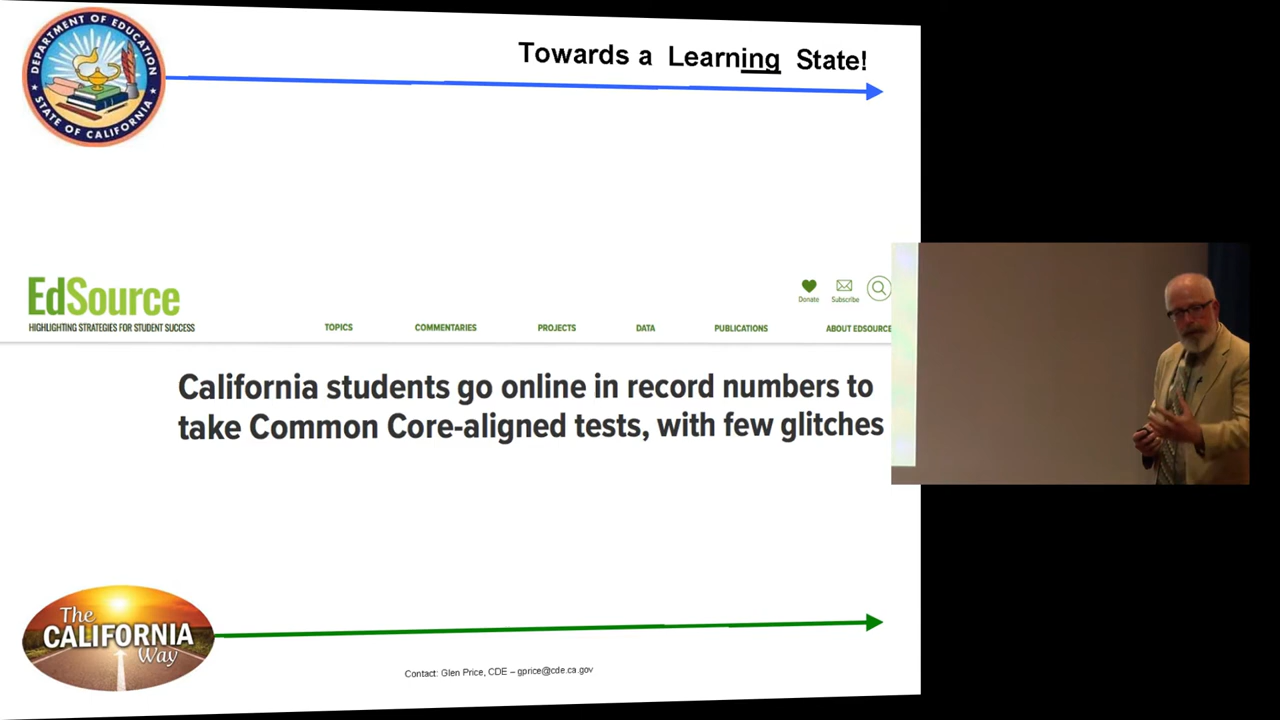 DEPARTMENT OF EDUCATION
STATE OF CALIFORNIA
Towards a Learning State!
EdSource
HIGHLIGHTING STRATEGIES FOR STUDENT SUCCESS
Donate
Subscribe
TOPICS
COMMENTARIES
PROJECTS
DATA
PUBLICATIONS
ABOUT EDSOURCE
California students go online in record numbers to
take Common Core-aligned tests, with few glitches
The
CALIFORNIA
Way
Contact: Glen Price, CDE – gprice@cde.ca.gov